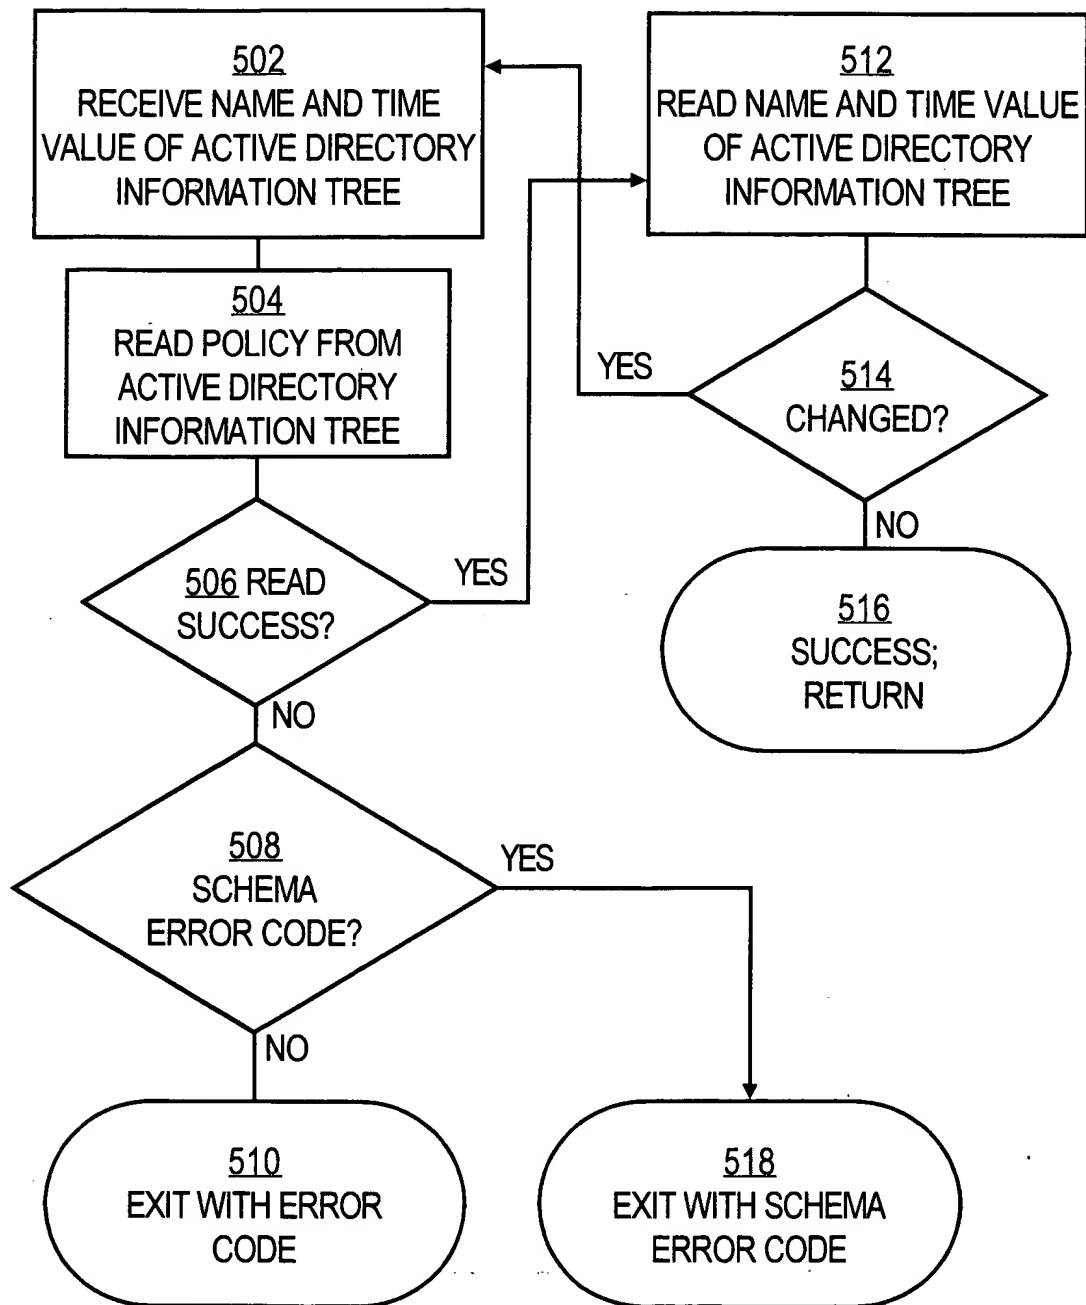 502
RECEIVE NAME AND TIME
VALUE OF ACTIVE DIRECTORY
INFORMATION TREE
504
READ POLICY FROM
ACTIVE DIRECTORY
INFORMATION TREE
506 READ
SUCCESS?
YES
NO
508
SCHEMA
ERROR CODE?
YES
NO
510
EXIT WITH ERROR
CODE
518
EXIT WITH SCHEMA
ERROR CODE
512
READ NAME AND TIME VALUE
OF ACTIVE DIRECTORY
INFORMATION TREE
514
CHANGED?
YES
NO
516
SUCCESS;
RETURN